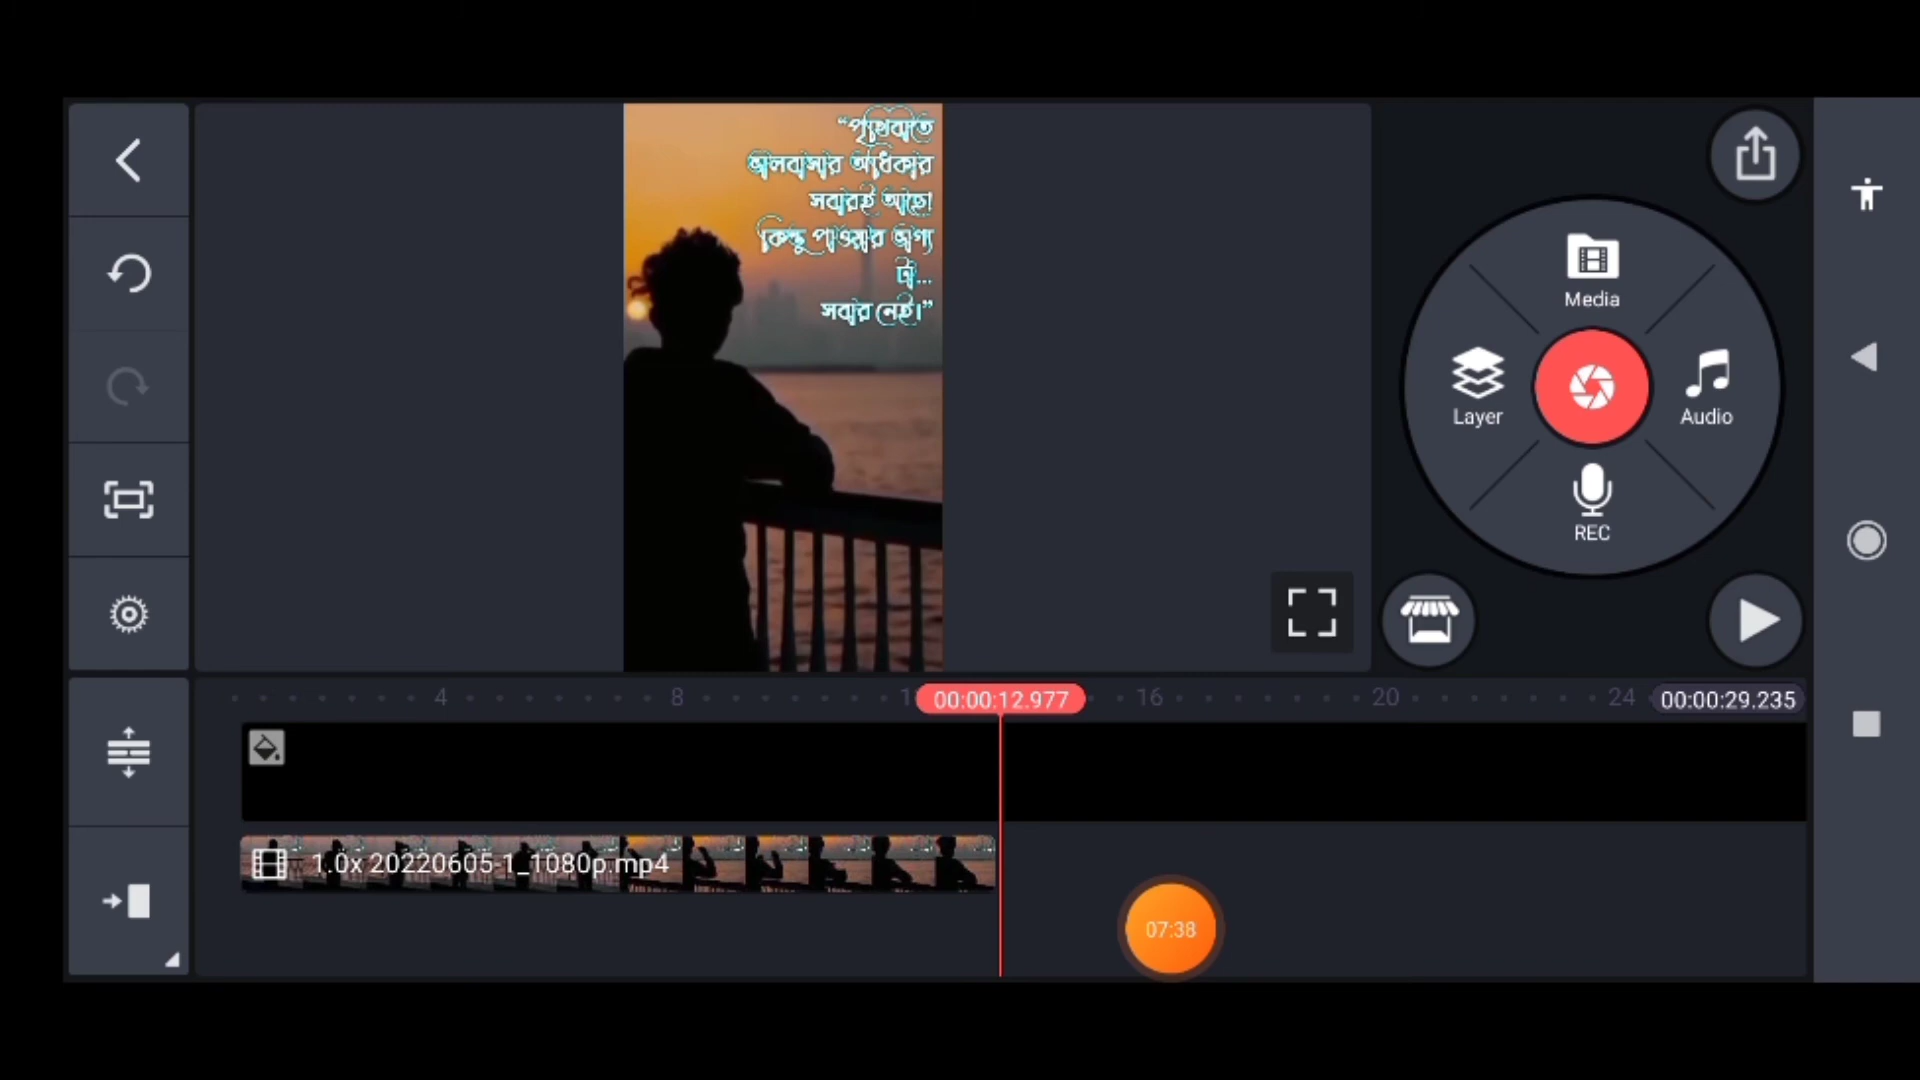 “পৃথিবীতে
ভালবাসার অধিকার
সবারই আছে।
কিন্তু পাওয়ার ভাগ্য
টা...
সবার নেই।”
Media
Layer
Audio
REC
4
8
00:00:12.977
16
20
24
00:00:29.235
1.0x 20220605-1_1080p.mp4
07:38